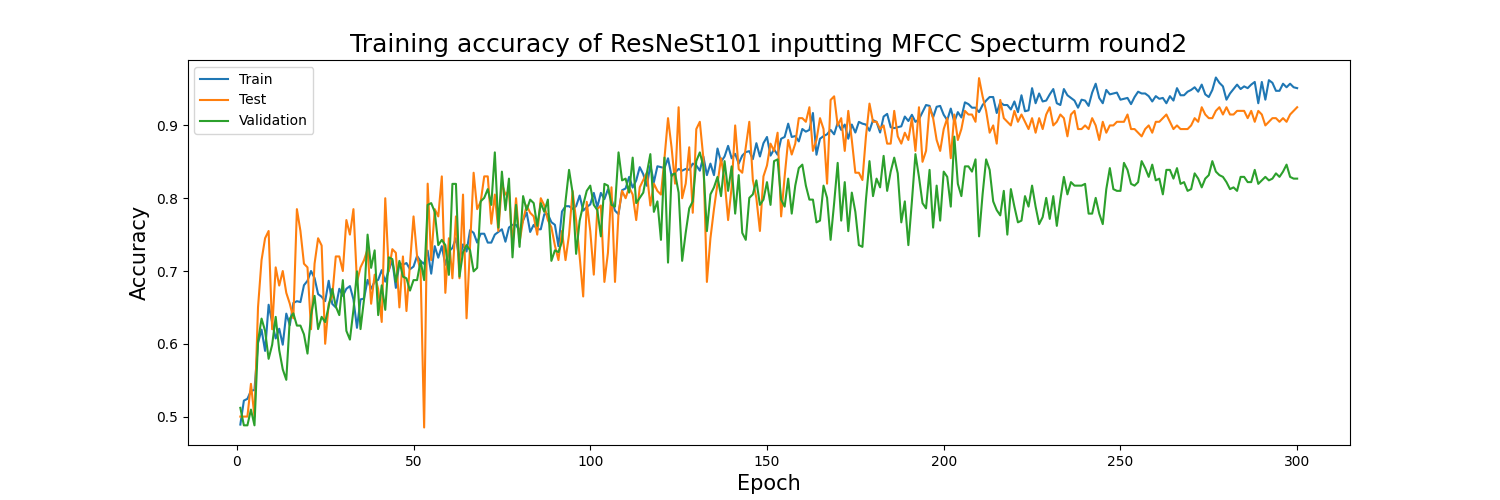 Training accuracy of ResNeSt101 inputting MFCC Specturm round2
Train
Test
Validation
Accuracy
0.9
0.8
0.7
0.6
0.5
0 50 100 150 200 250 300
Epoch